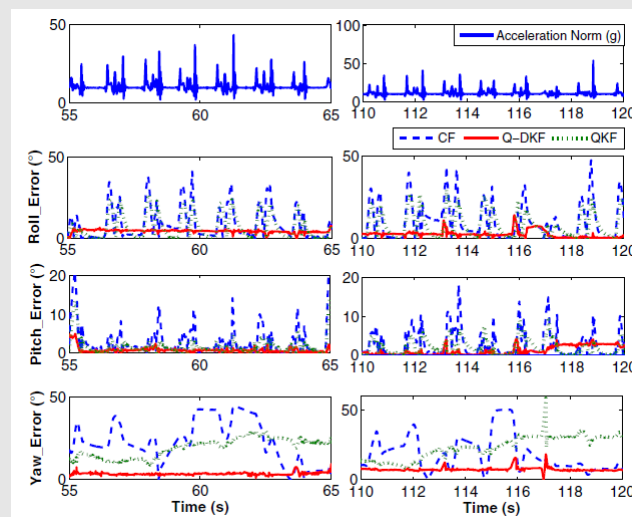 50
0
55 60 65
100
50
0
110 112 114 116 118 120
Acceleration Norm (g)
CF Q-DKF QKF
Roll_Error (°)
50
0
55 60 65
50
0
110 112 114 116 118 120
Pitch_Error (°)
20
10
0
55 60 65
20
10
0
110 112 114 116 118 120
Yaw_Error (°)
50
0
55 60 65
Time (s)
50
0
110 112 114 116 118 120
Time (s)